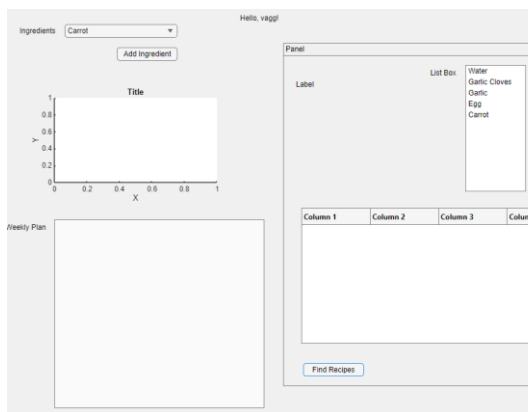 Hello, vaggl
Ingredients
Carrot
Add Ingredient
Panel
List Box
Water
Garlic Cloves
Garlic
Egg
Carrot
Label
Title
1
0.8
0.6
0.4
0.2
0
Y
0 0.2 0.4 0.6 0.8 1
X
Weekly Plan
Column 1 Column 2 Column 3 Colum
Find Recipes